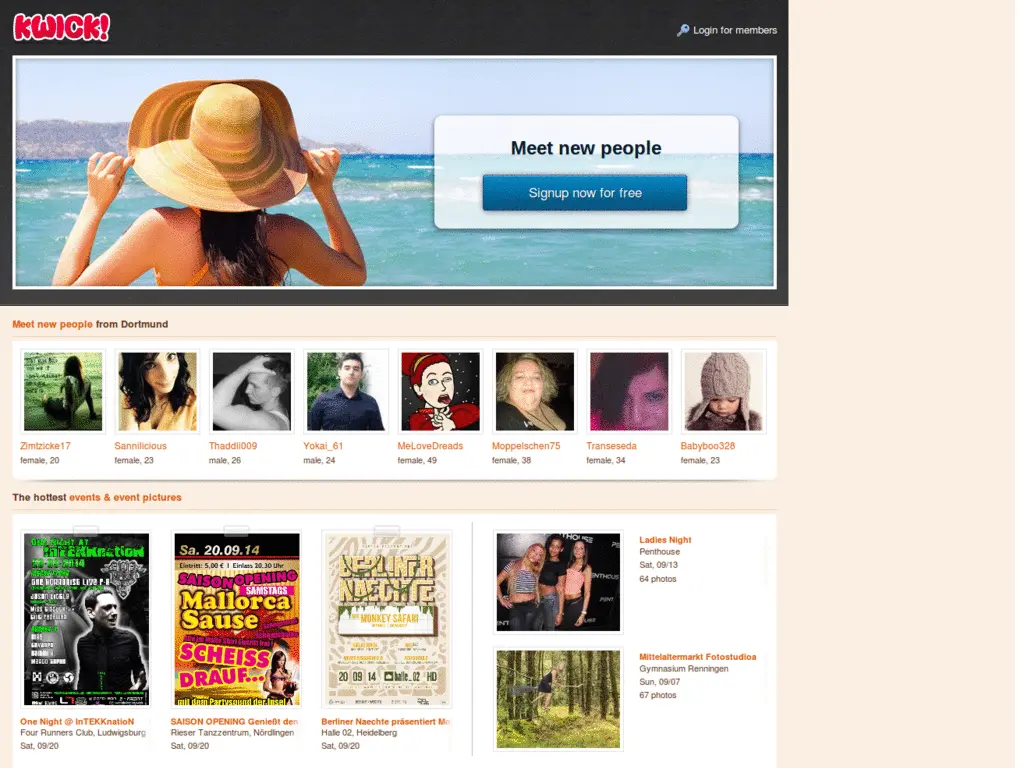 KWICK!
Login for members
Meet new people
Signup now for free
Meet new people from Dortmund
Zimtzicke17
female, 20
Sannilicious
female, 23
Thaddii009
male, 26
Yokai_61
male, 24
MeLoveDreads
female, 49
Moppelschen75
female, 38
Transeseda
female, 34
Babyboo328
female, 23
The hottest events & event pictures
ONE NIGHT AT
InTEKKnatioN
Sa. 20.09.14
Eintritt: 5,00 € I Einlass 20.30 Uhr
SAISON OPENING
SAMSTAGS
Mallorca
Sause
SCHEISS
DRAUF...
mit dem Partysound der Insel
BERLINER
NAECHTE
MONKEY SAFARI
20 09 14 halle_02 HD
One Night @ InTEKKnatioN
Four Runners Club, Ludwigsburg
Sat, 09/20
SAISON OPENING Genießt den
Rieser Tanzzentrum, Nördlingen
Sat, 09/20
Berliner Naechte präsentiert Mo
Halle 02, Heidelberg
Sat, 09/20
Ladies Night
Penthouse
Sat, 09/13
64 photos
Mittelaltermarkt Fotostudioa
Gymnasium Renningen
Sun, 09/07
67 photos